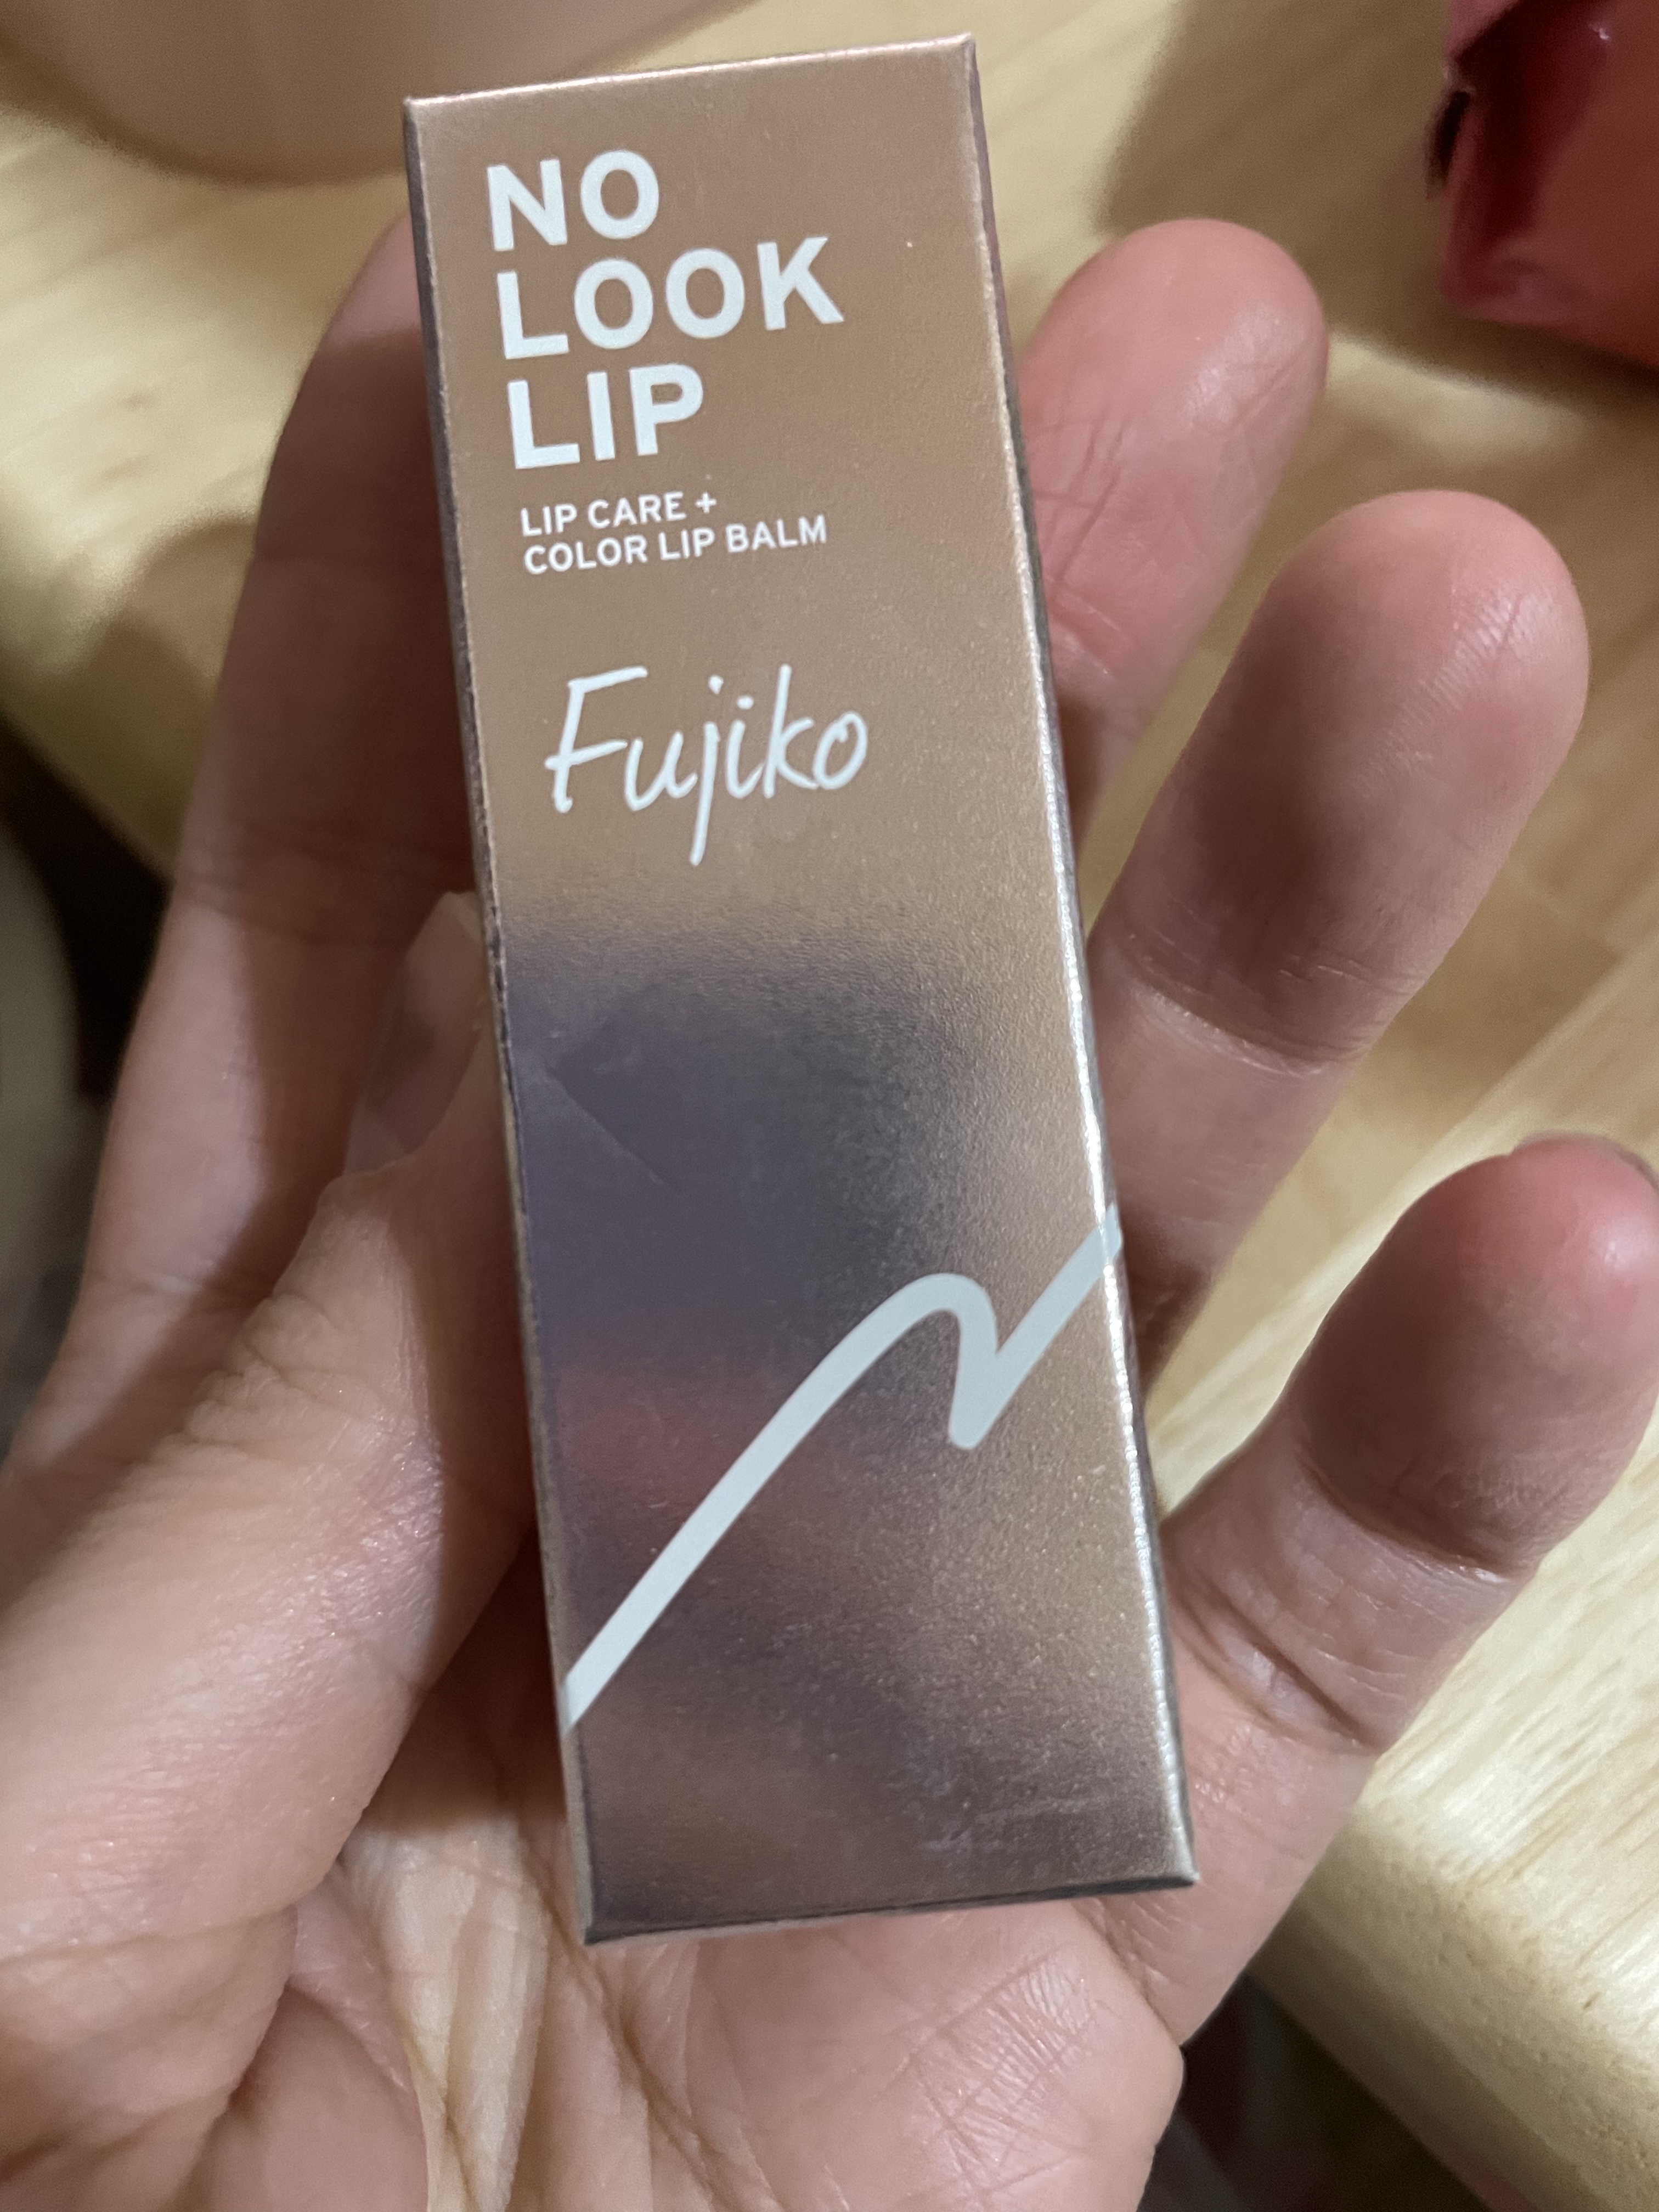 NO
LOOK
LIP
LIP CARE +
COLOR LIP BALM
Fujiko